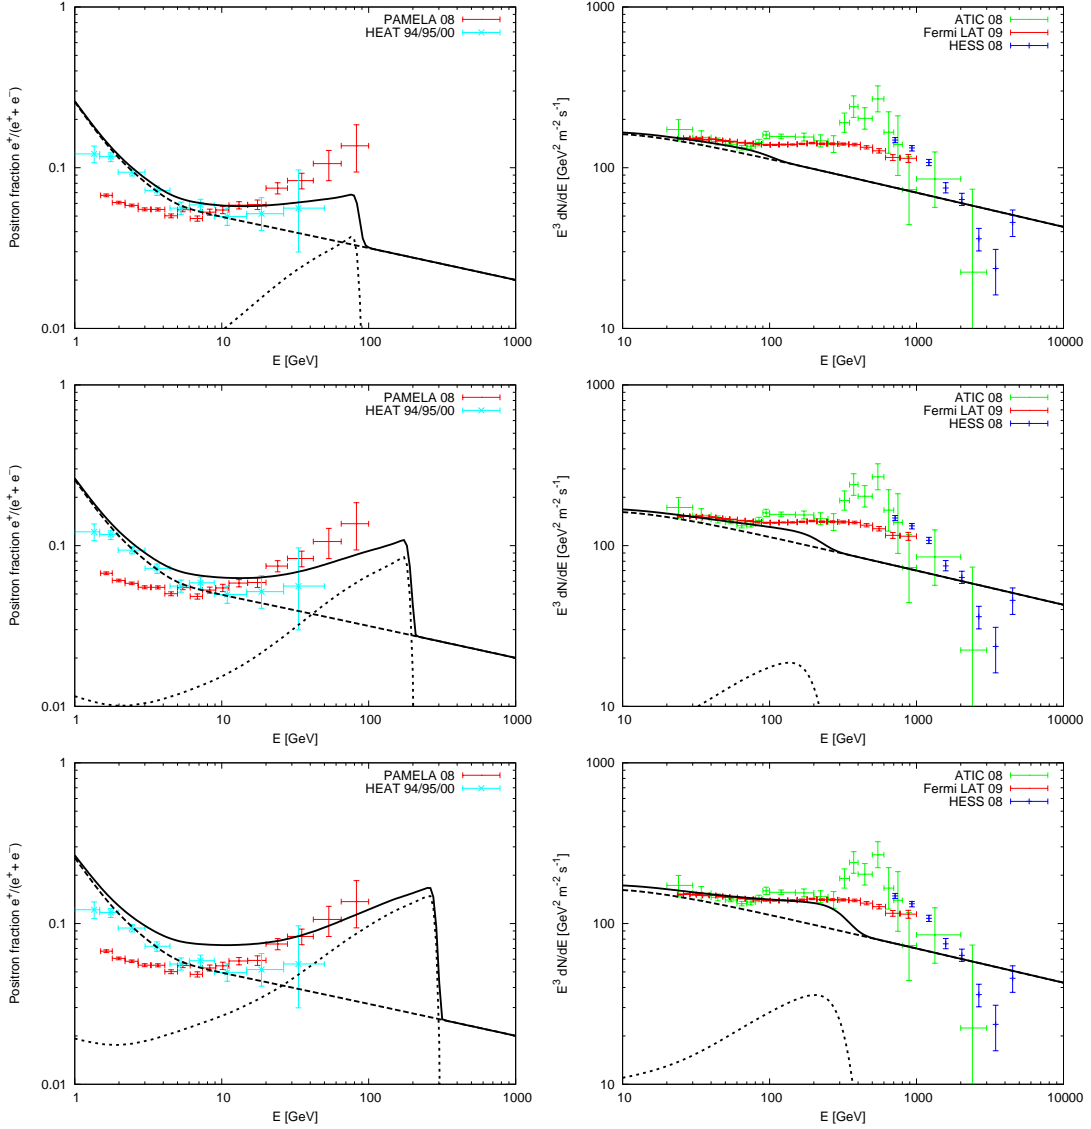 1
0.1
0.01
1
10
100
1000
Positron fraction e⁺/(e⁺+ e⁻)
E [GeV]
PAMELA 08
HEAT 94/95/00
1000
100
10
10
100
1000
10000
E³ dN/dE [GeV² m⁻² s⁻¹]
E [GeV]
ATIC 08
Fermi LAT 09
HESS 08
1
0.1
0.01
1
10
100
1000
Positron fraction e⁺/(e⁺+ e⁻)
E [GeV]
PAMELA 08
HEAT 94/95/00
1000
100
10
10
100
1000
10000
E³ dN/dE [GeV² m⁻² s⁻¹]
E [GeV]
ATIC 08
Fermi LAT 09
HESS 08
1
0.1
0.01
1
10
100
1000
Positron fraction e⁺/(e⁺+ e⁻)
E [GeV]
PAMELA 08
HEAT 94/95/00
1000
100
10
10
100
1000
10000
E³ dN/dE [GeV² m⁻² s⁻¹]
E [GeV]
ATIC 08
Fermi LAT 09
HESS 08